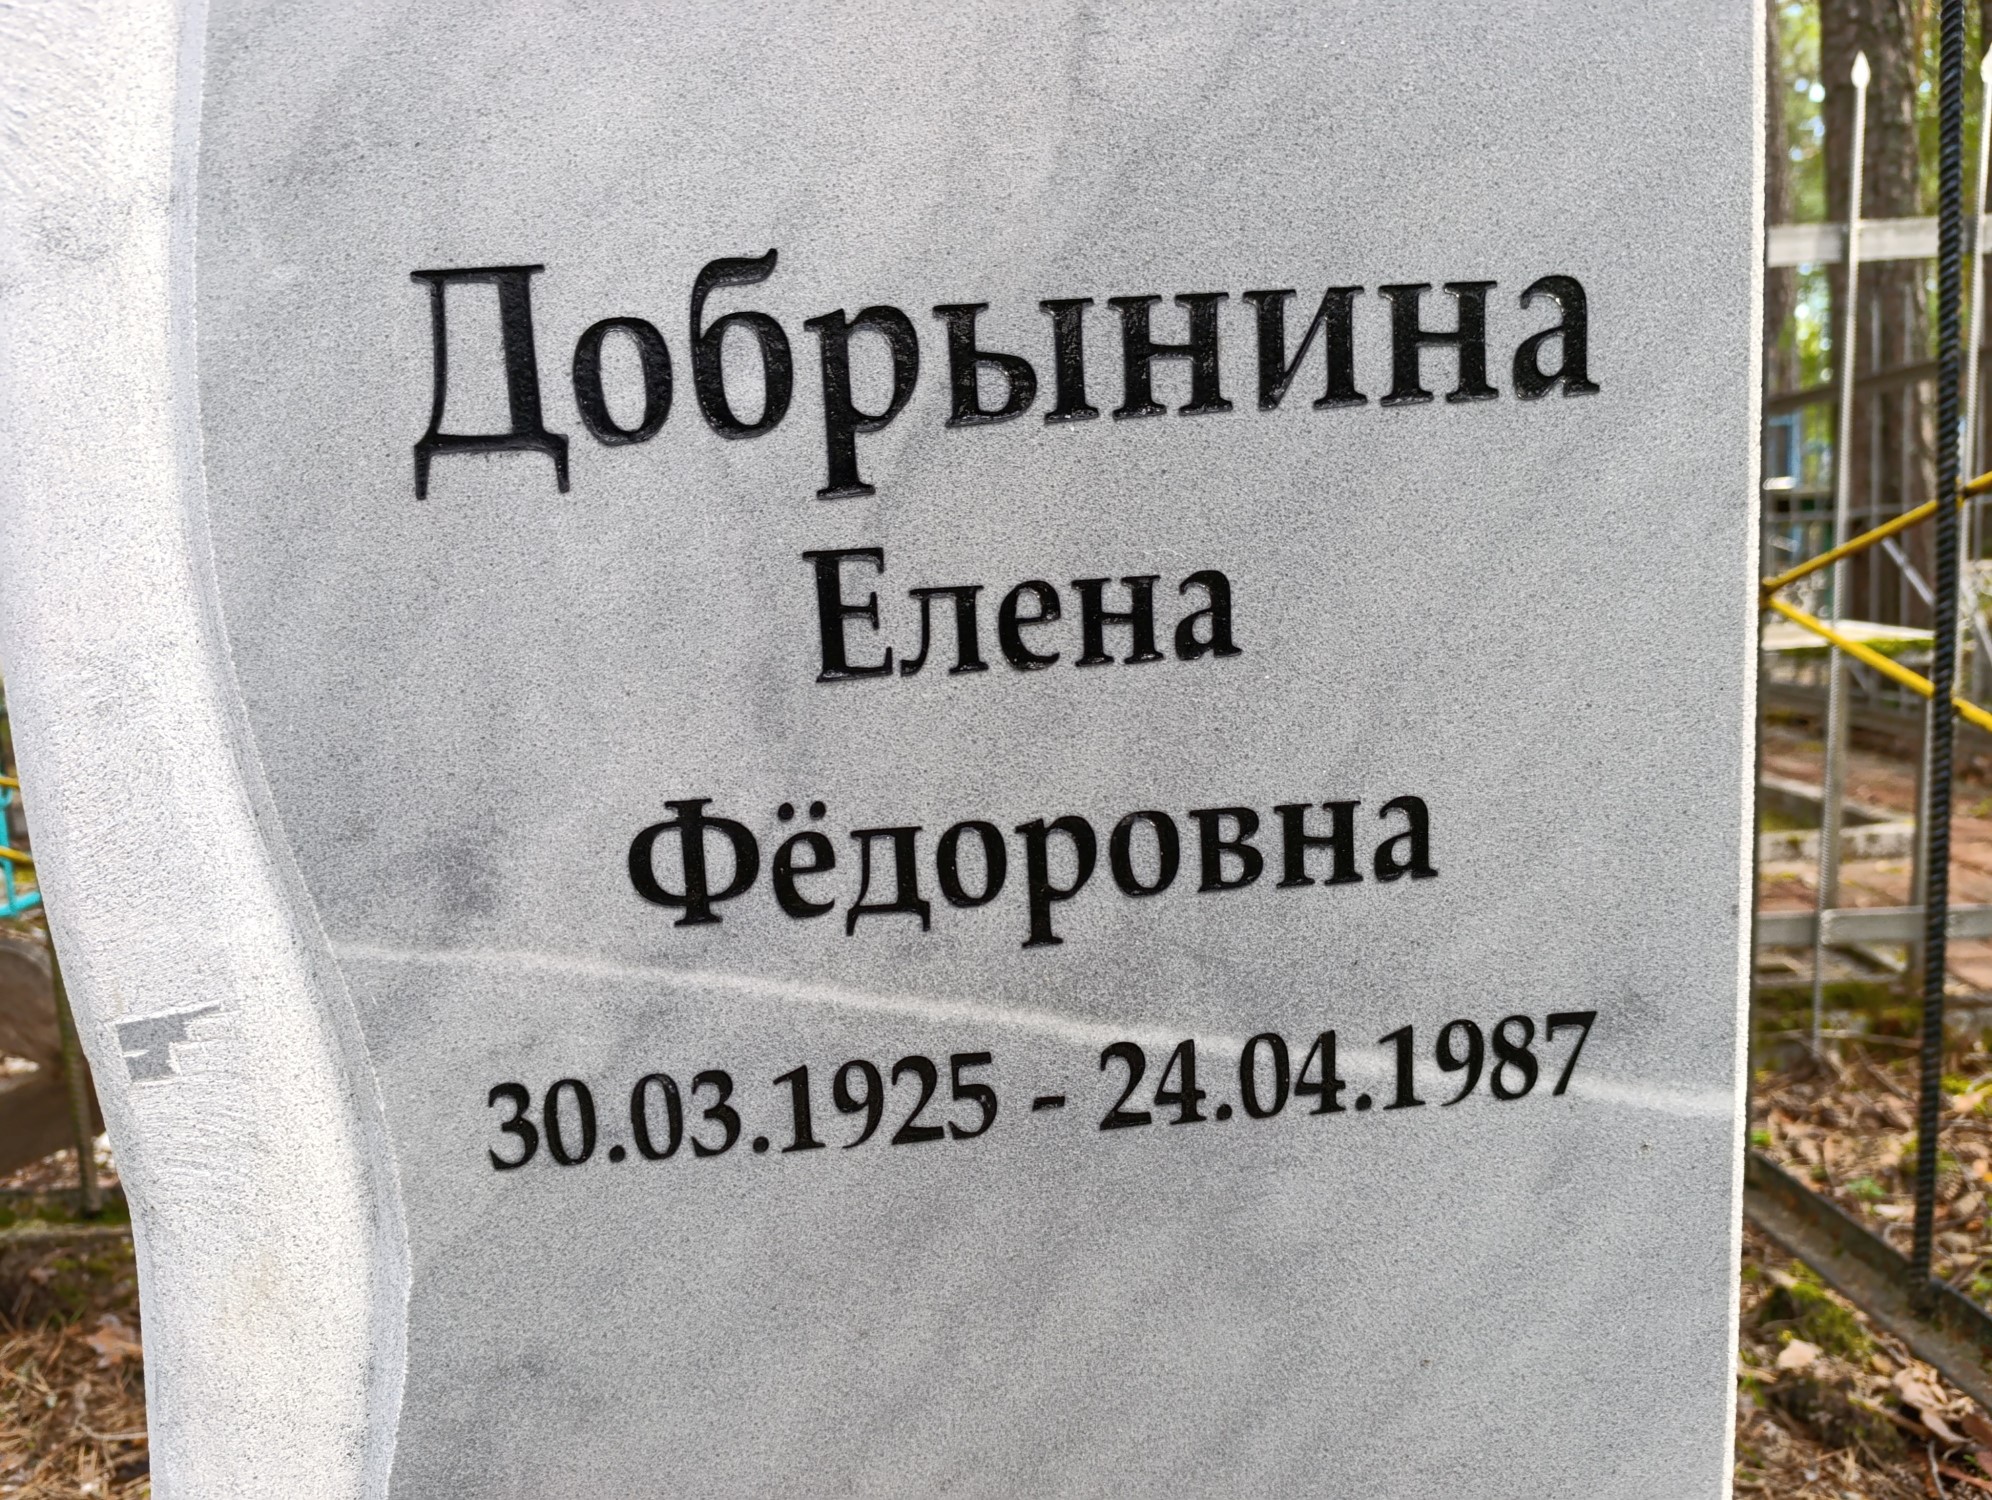 Добрынина
Елена
Фёдоровна
30.03.1925 - 24.04.1987